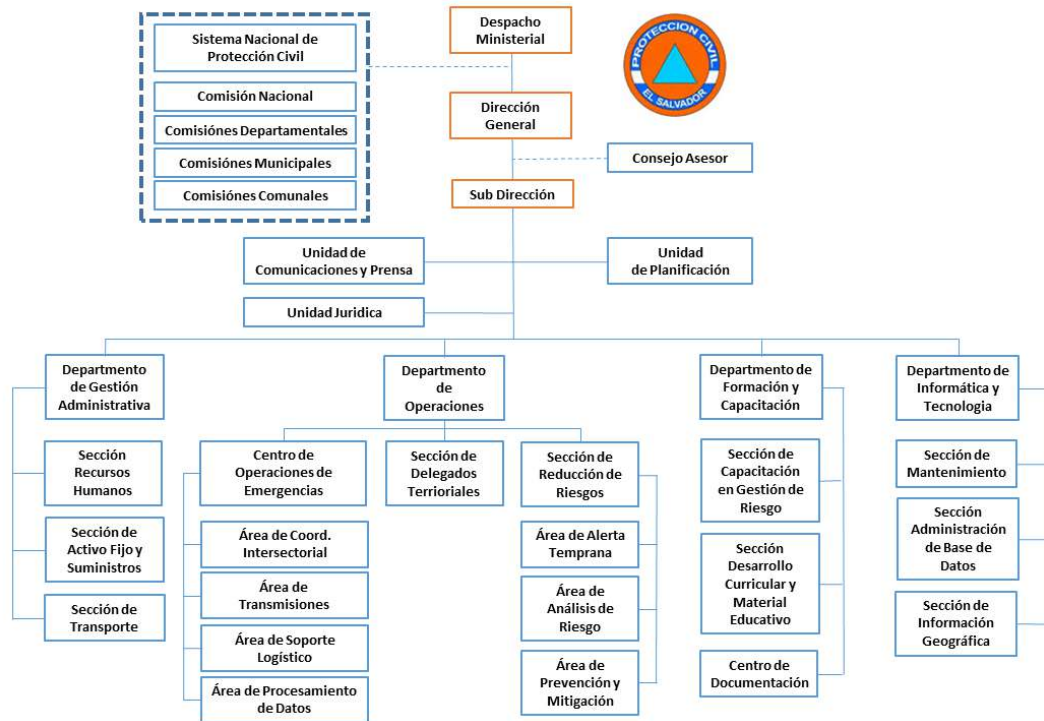 Sistema Nacional de
Protección Civil
Comisión Nacional
Comisiónes Departamentales
Comisiónes Municipales
Comisiónes Comunales
Despacho
Ministerial
PROTECCION CIVIL
EL SALVADOR
Dirección
General
Consejo Asesor
Sub Dirección
Unidad de
Comunicaciones y Prensa
Unidad
de Planificación
Unidad Juridica
Departmento
de Gestión
Administrativa
Sección
Recursos
Humanos
Sección de
Activo Fijo y
Suministros
Sección de
Transporte
Departmento
de
Operaciones
Centro de
Operaciones de
Emergencias
Área de Coord.
Intersectorial
Área de
Transmisiones
Área de Soporte
Logístico
Área de Procesamiento
de Datos
Sección de
Delegados
Terrioriales
Sección de
Reducción de
Riesgos
Área de Alerta
Temprana
Área de
Análisis de
Riesgo
Área de
Prevención y
Mitigación
Departmento de
Formación y
Capacitación
Sección de
Capacitación
en Gestión de
Riesgo
Sección
Desarrollo
Curricular y
Material
Educativo
Centro de
Documentación
Departmento de
Informática y
Tecnologia
Sección de
Mantenimiento
Sección
Administración
de Base de
Datos
Sección de
Información
Geográfica